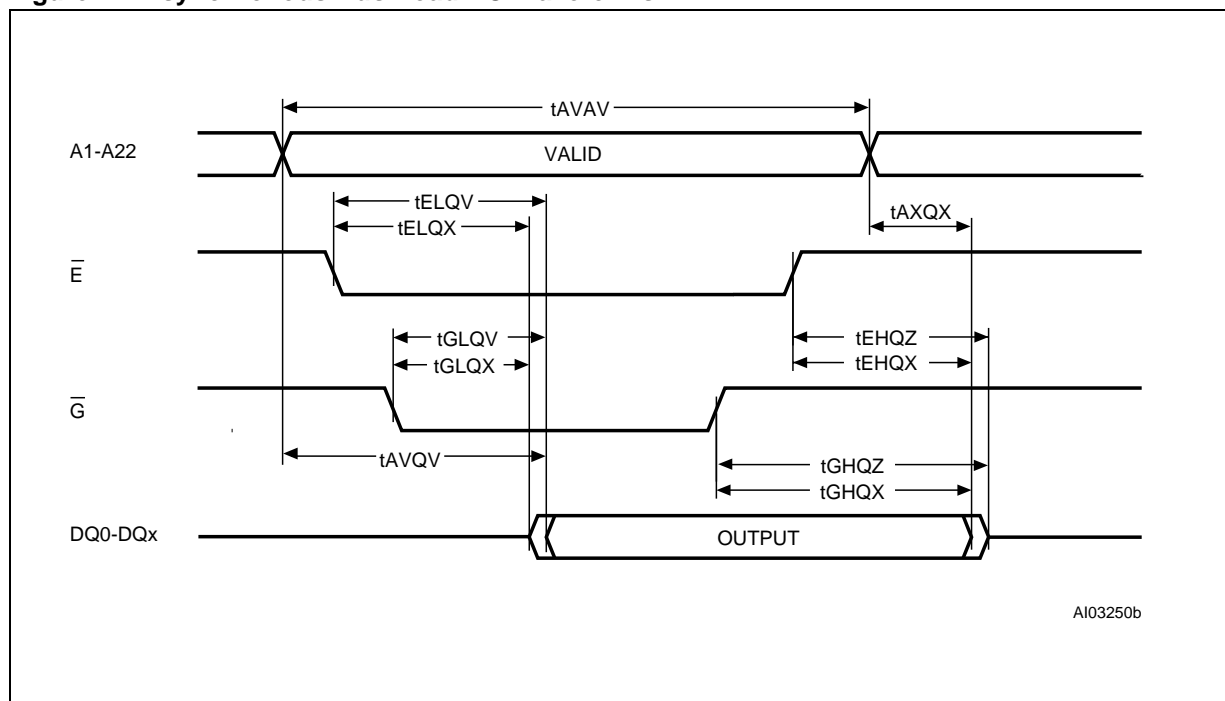 tAVAV
A1-A22
VALID
tELQV
tELQX
tAXQX
E
tGLQV
tGLQX
tEHQZ
tEHQX
G
tAVQV
tGHQZ
tGHQX
DQ0-DQx
OUTPUT
AI03250b